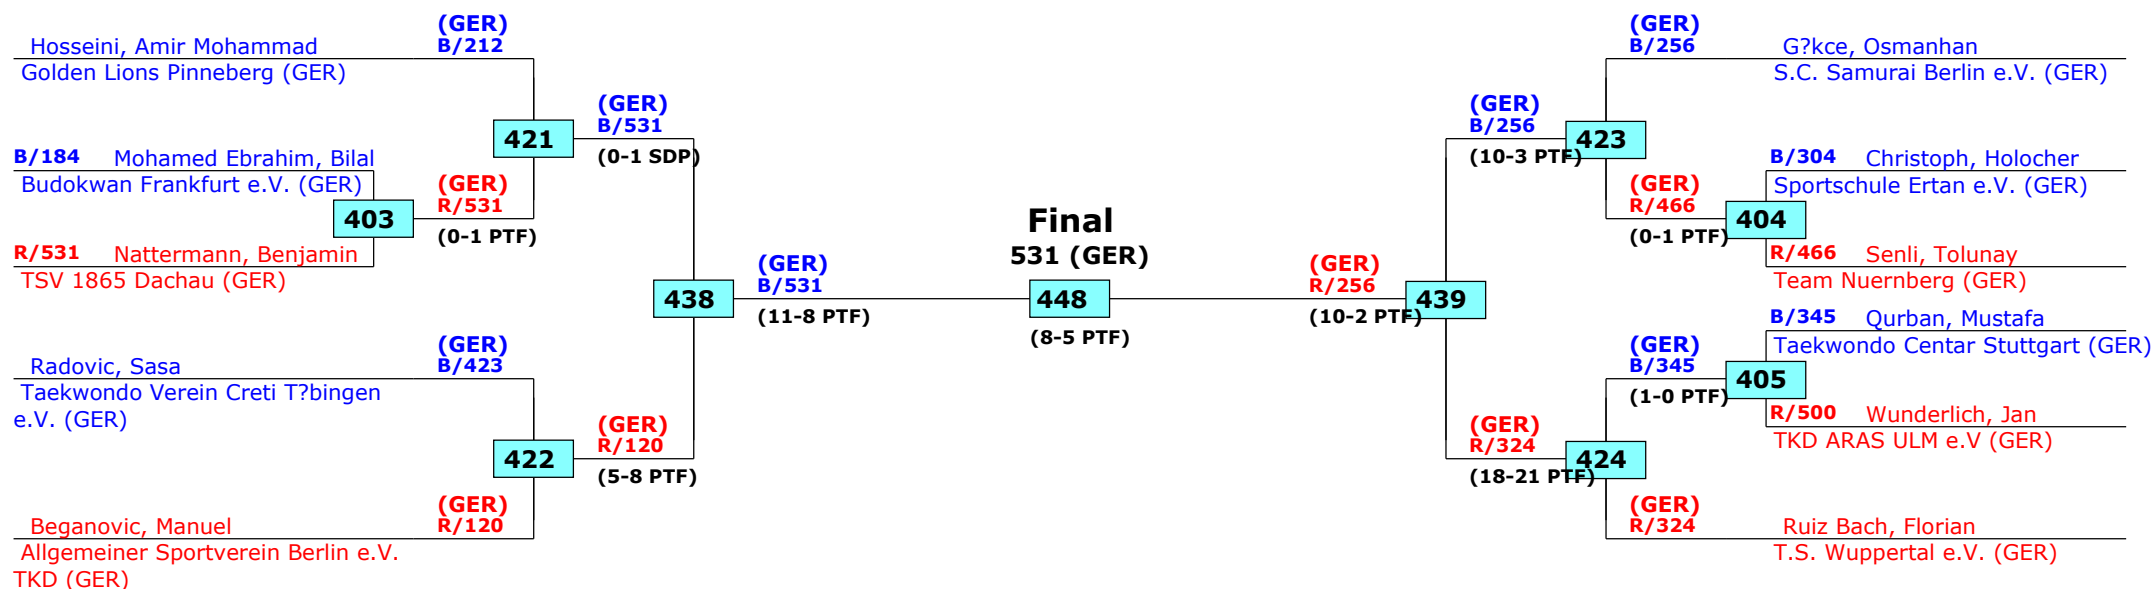 (GER)
B/212
Hosseini, Amir Mohammad
Golden Lions Pinneberg (GER)
421
(GER)
B/531
(0-1 SDP)
B/184 Mohamed Ebrahim, Bilal
Budokwan Frankfurt e.V. (GER)
403
(GER)
R/531
(0-1 PTF)
R/531 Nattermann, Benjamin
TSV 1865 Dachau (GER)
438
(GER)
B/531
(11-8 PTF)
Radovic, Sasa
(GER)
B/423
Taekwondo Verein Creti T?bingen
e.V. (GER)
422
(GER)
R/120
(5-8 PTF)
(GER)
R/120
Beganovic, Manuel
Allgemeiner Sportverein Berlin e.V.
TKD (GER)
Final
531 (GER)
448
(8-5 PTF)
(GER)
R/256
(10-2 PTF)
439
(GER)
B/256
(10-3 PTF)
423
(GER)
B/256
G?kce, Osmanhan
S.C. Samurai Berlin e.V. (GER)
B/304 Christoph, Holocher
Sportschule Ertan e.V. (GER)
(GER)
R/466
(0-1 PTF)
404
R/466 Senli, Tolunay
Team Nuernberg (GER)
B/345 Qurban, Mustafa
Taekwondo Centar Stuttgart (GER)
(GER)
B/345
(1-0 PTF)
405
R/500 Wunderlich, Jan
TKD ARAS ULM e.V (GER)
(GER)
R/324
(18-21 PTF)
424
(GER)
R/324
Ruiz Bach, Florian
T.S. Wuppertal e.V. (GER)